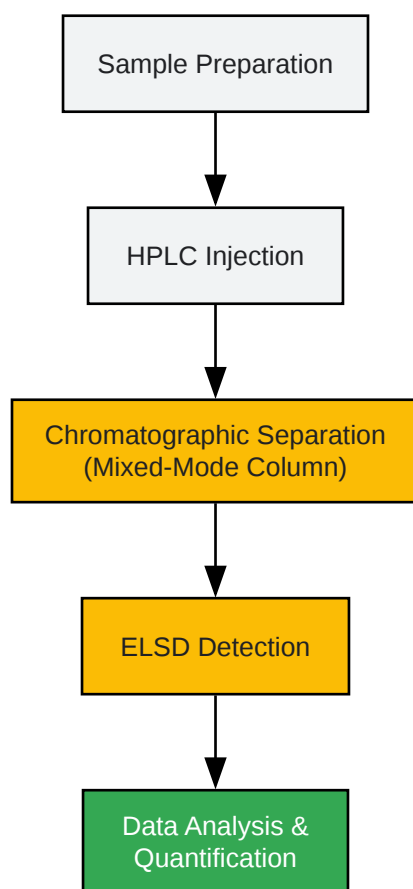 Sample Preparation
HPLC Injection
Chromatographic Separation
(Mixed-Mode Column)
ELSD Detection
Data Analysis &
Quantification